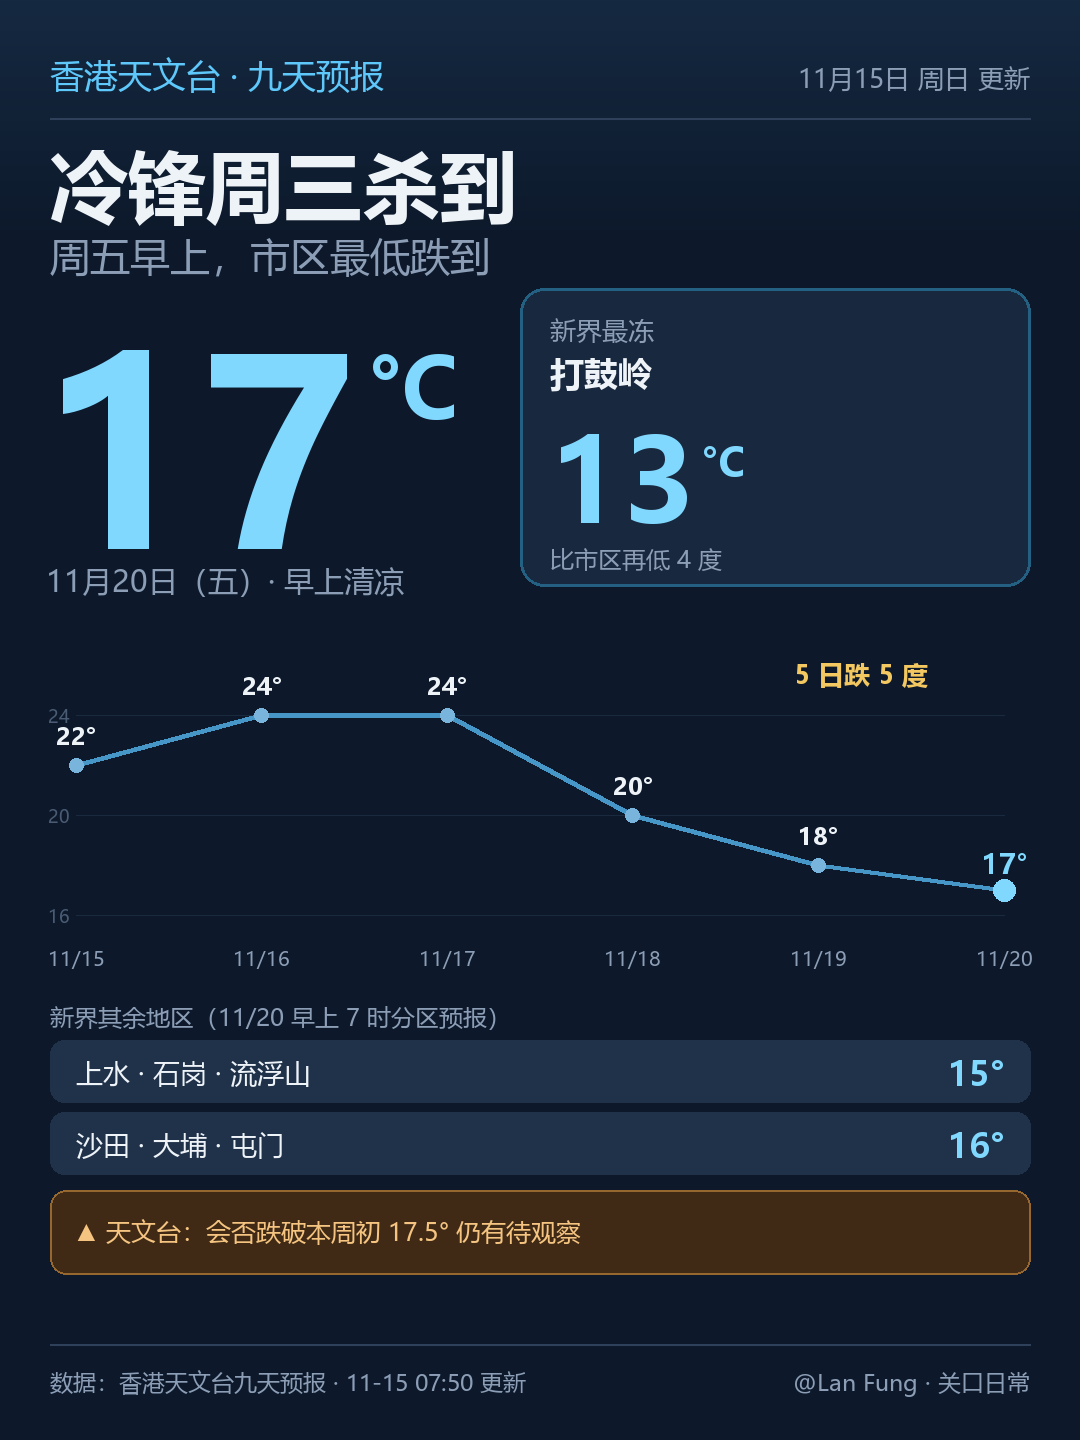 香港天文台 · 九天预报
11月15日 周日 更新
冷锋周三杀到
周五早上，市区最低跌到
17°C
11月20日（五）· 早上清凉
新界最冻
打鼓岭
13°C
比市区再低 4 度
5 日跌 5 度
24
20
16
22°
24°
24°
20°
18°
17°
11/15
11/16
11/17
11/18
11/19
11/20
新界其余地区（11/20 早上 7 时分区预报）
上水 · 石岗 · 流浮山 15°
沙田 · 大埔 · 屯门 16°
▲ 天文台：会否跌破本周初 17.5° 仍有待观察
数据：香港天文台九天预报 · 11-15 07:50 更新
@Lan Fung · 关口日常